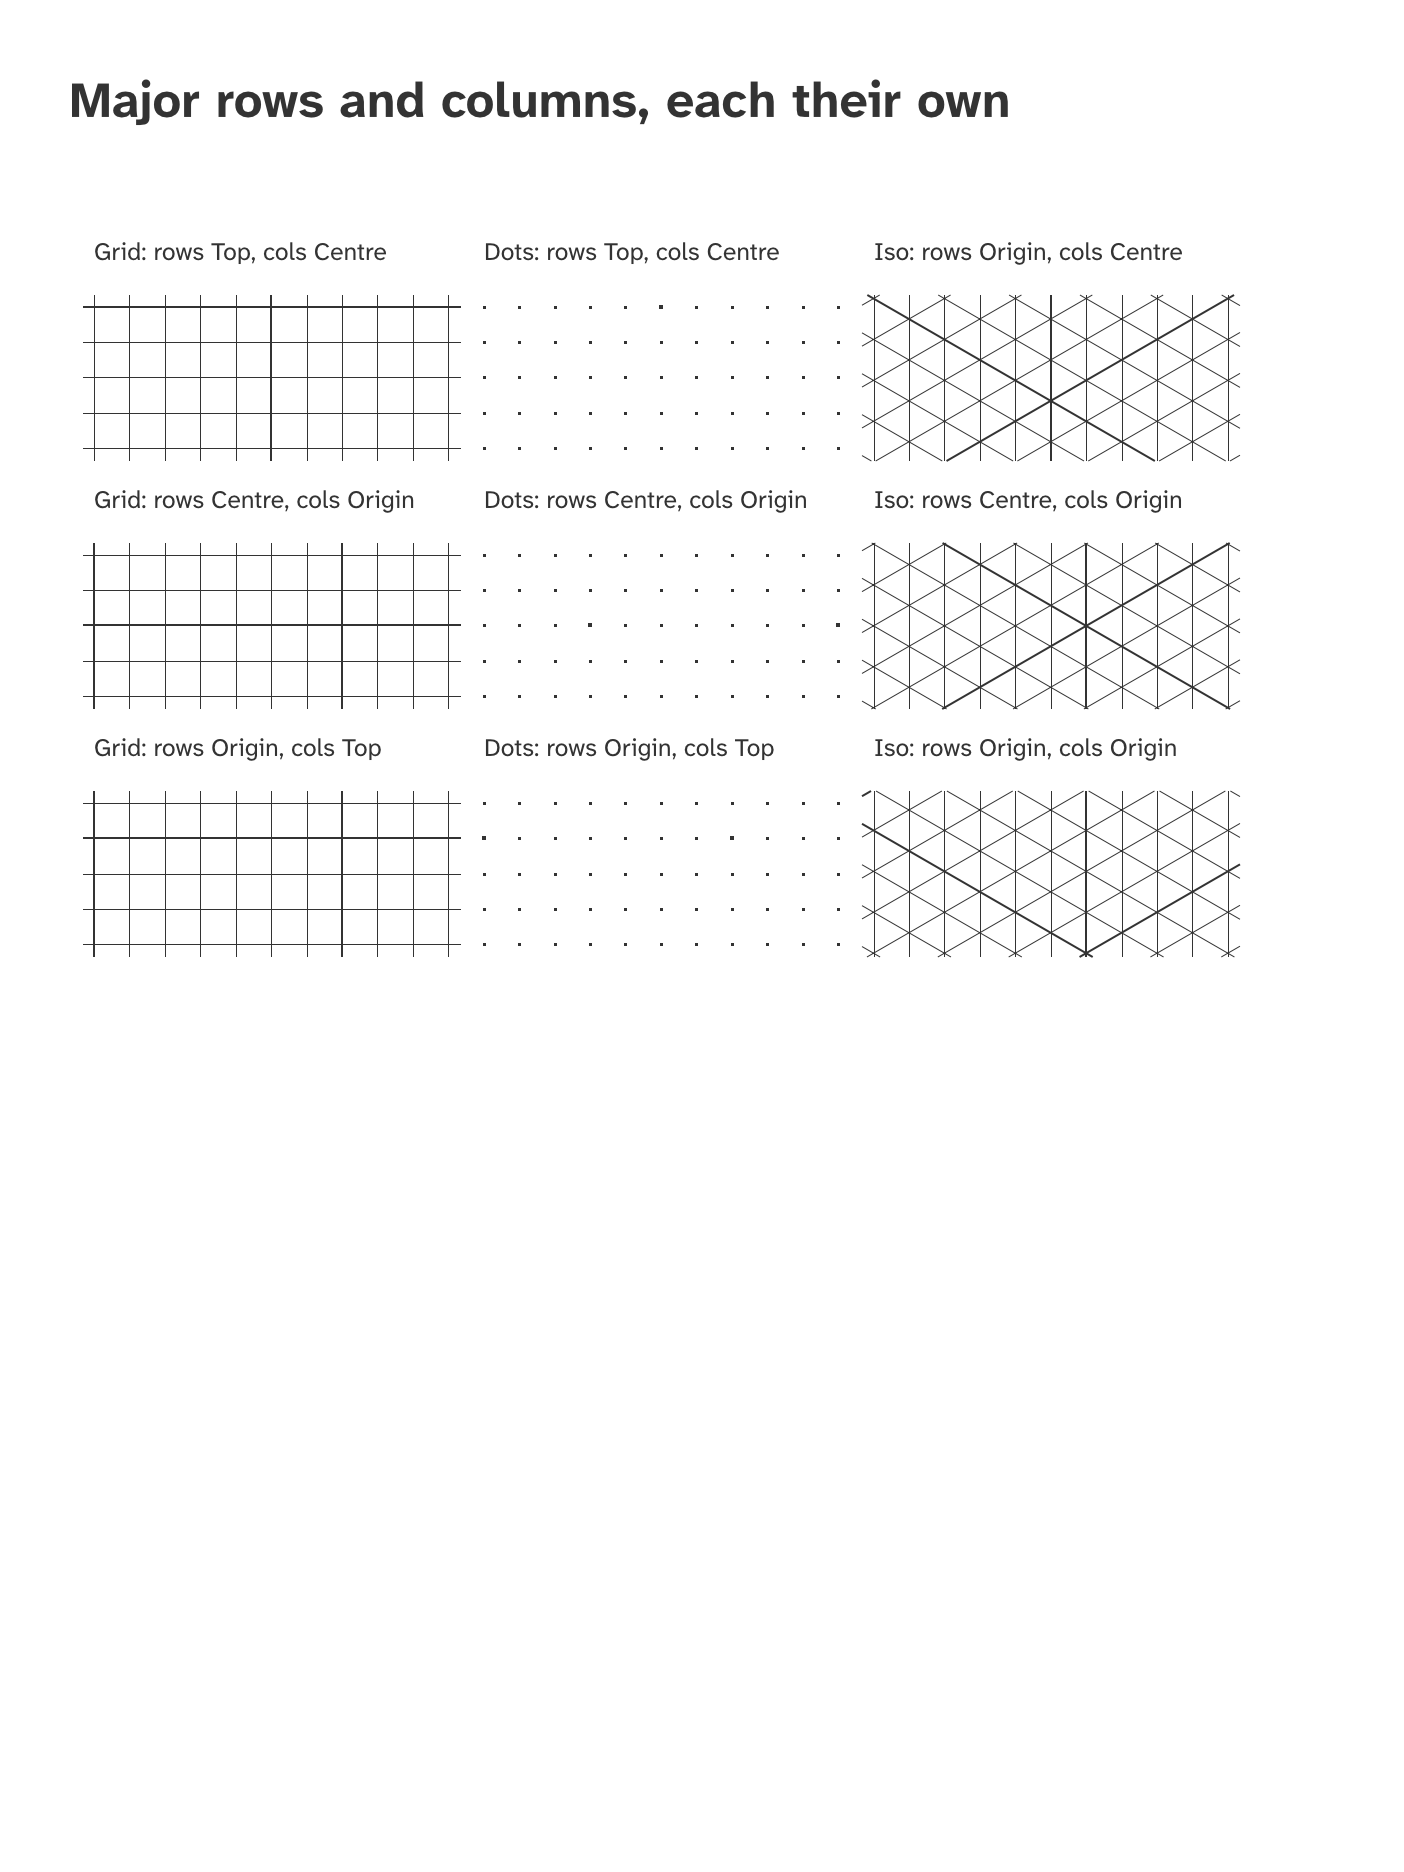 Major rows and columns, each their own
Grid: rows Top, cols Centre
Dots: rows Top, cols Centre
Iso: rows Origin, cols Centre
Grid: rows Centre, cols Origin
Dots: rows Centre, cols Origin
Iso: rows Centre, cols Origin
Grid: rows Origin, cols Top
Dots: rows Origin, cols Top
Iso: rows Origin, cols Origin